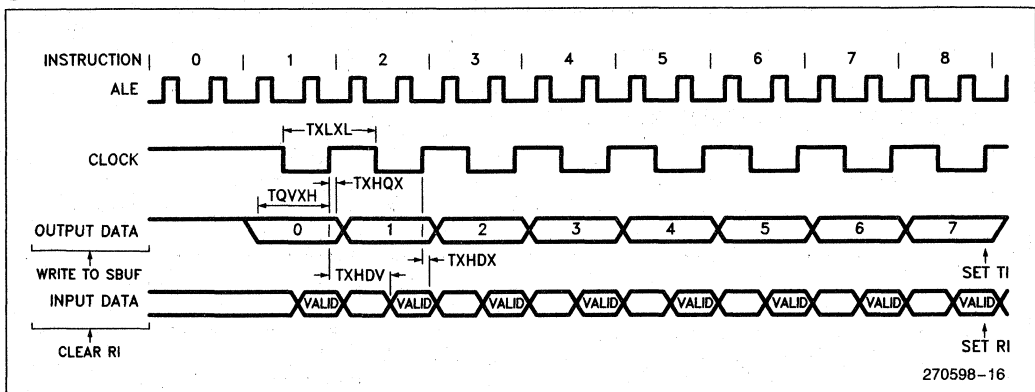 INSTRUCTION | 0 | 1 | 2 | 3 | 4 | 5 | 6 | 7 | 8 |
ALE
TXLXL
CLOCK
TQVXH
TXHQX
OUTPUT DATA 0 1 2 3 4 5 6 7
WRITE TO SBUF
TXHDV
TXHDX
SET TI
INPUT DATA VALID VALID VALID VALID VALID VALID VALID VALID
CLEAR RI
SET RI
270598-16